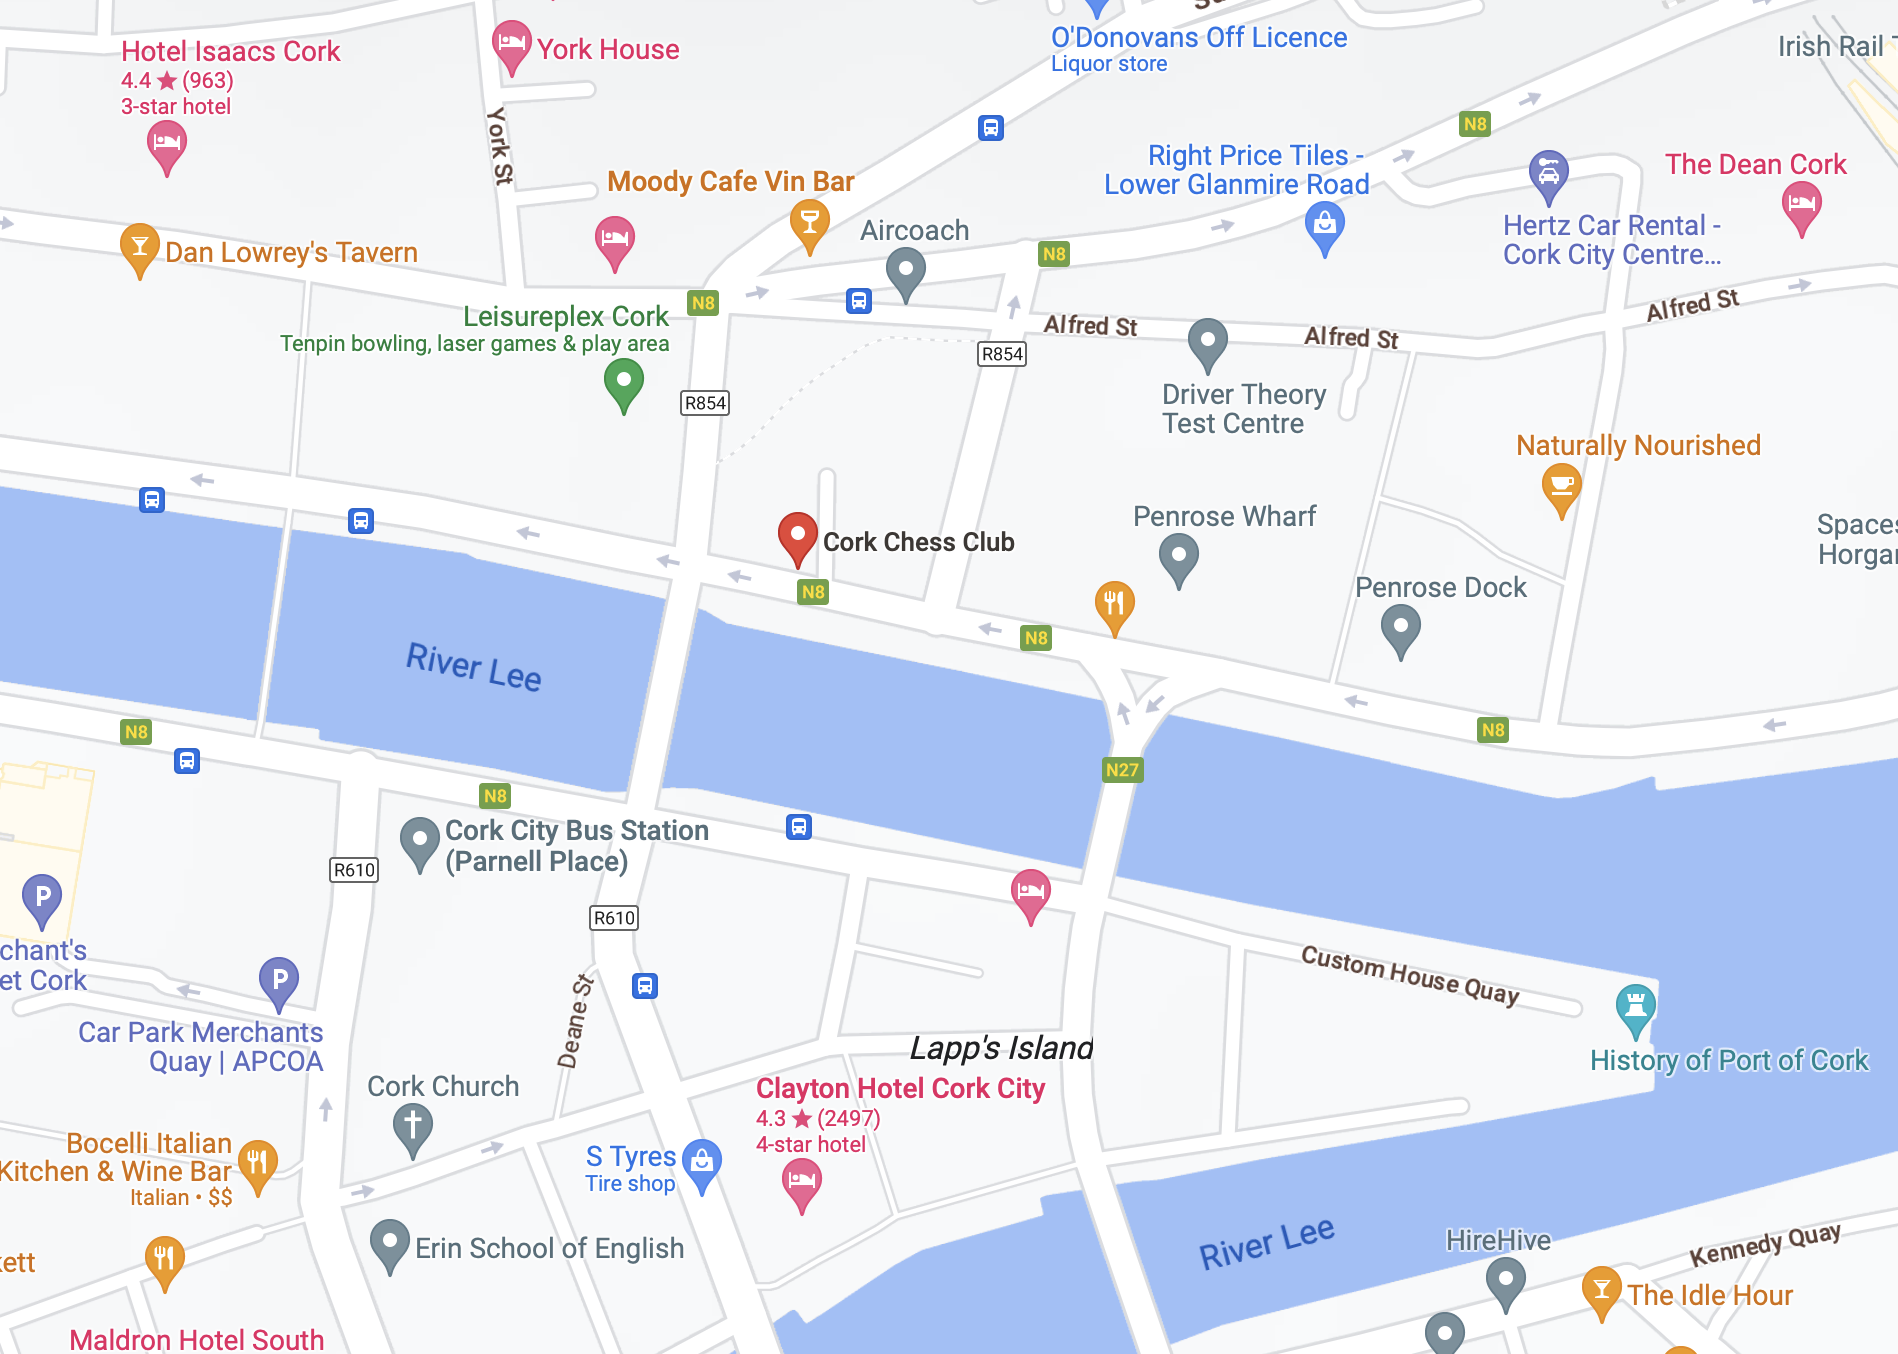 Hotel Isaacs Cork
4.4 ★ (963)
3-star hotel
York House
O'Donovans Off Licence
Liquor store
Irish Rail
N8
York St
Right Price Tiles -
Lower Glanmire Road
The Dean Cork
Moody Cafe Vin Bar
Aircoach
Hertz Car Rental -
Cork City Centre...
Dan Lowrey's Tavern
N8
N8
Leisureplex Cork
Tenpin bowling, laser games & play area
Alfred St
Alfred St
Alfred St
R854
R854
Driver Theory
Test Centre
Naturally Nourished
Penrose Wharf
Cork Chess Club
Spaces
Horgan
N8
Penrose Dock
N8
River Lee
N8
N8
N27
N8
Cork City Bus Station
(Parnell Place)
R610
R610
P
chant's
et Cork
Custom House Quay
Deane St
P
Car Park Merchants
Quay | APCOA
Lapp's Island
History of Port of Cork
Cork Church
Clayton Hotel Cork City
4.3 ★ (2497)
4-star hotel
Bocelli Italian
Kitchen & Wine Bar
Italian • $$
S Tyres
Tire shop
River Lee
HireHive
Kennedy Quay
Erin School of English
ett
The Idle Hour
Maldron Hotel South